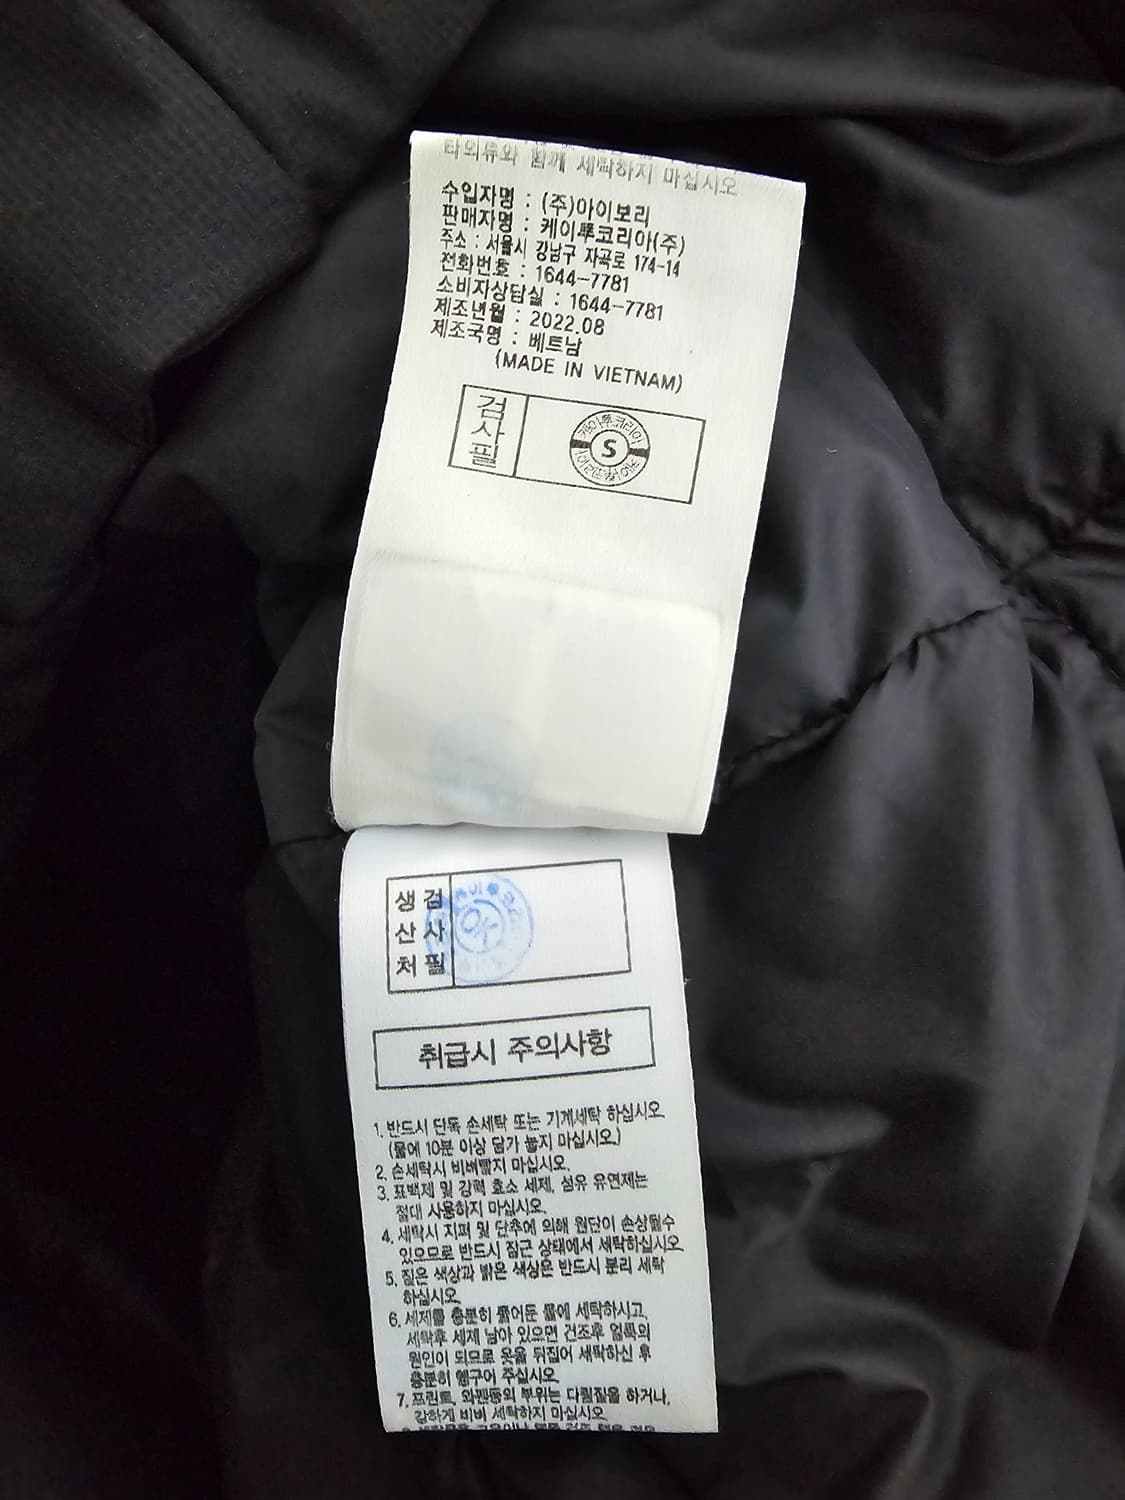 타의류와 함께 세탁하지 마십시오
수입자명 : (주)아이보리
판매자명 : 케이투코리아(주)
주소 : 서울시 강남구 자곡로 174-14
전화번호 : 1644-7781
소비자상담실 : 1644-7781
제조년월 : 2022.08
제조국명 : 베트남
(MADE IN VIETNAM)
검사필
케이투코리아
S
생산처 검사필
OK
취급시 주의사항
1. 반드시 단독 손세탁 또는 기계세탁 하십시오
(물에 10분 이상 담가 놓지 마십시오.)
2. 손세탁시 비벼빨지 마십시오.
3. 표백제 및 강력 효소 세제, 섬유 유연제는
절대 사용하지 마십시오.
4. 세탁시 지퍼 및 단추에 의해 원단이 손상될수
있으므로 반드시 잠근 상태에서 세탁하십시오
5. 짙은 색상과 밝은 색상은 반드시 분리 세탁
하십시오
6. 세제를 충분히 풀어둔 물에 세탁하시고,
세탁후 세제 남아 있으면 건조후 얼룩의
원인이 되므로 옷을 뒤집어 세탁하신 후
충분히 헹구어 주십시오
7. 프린트, 와펜등의 부위는 다림질을 하거나,
강하게 비벼 세탁하지 마십시오